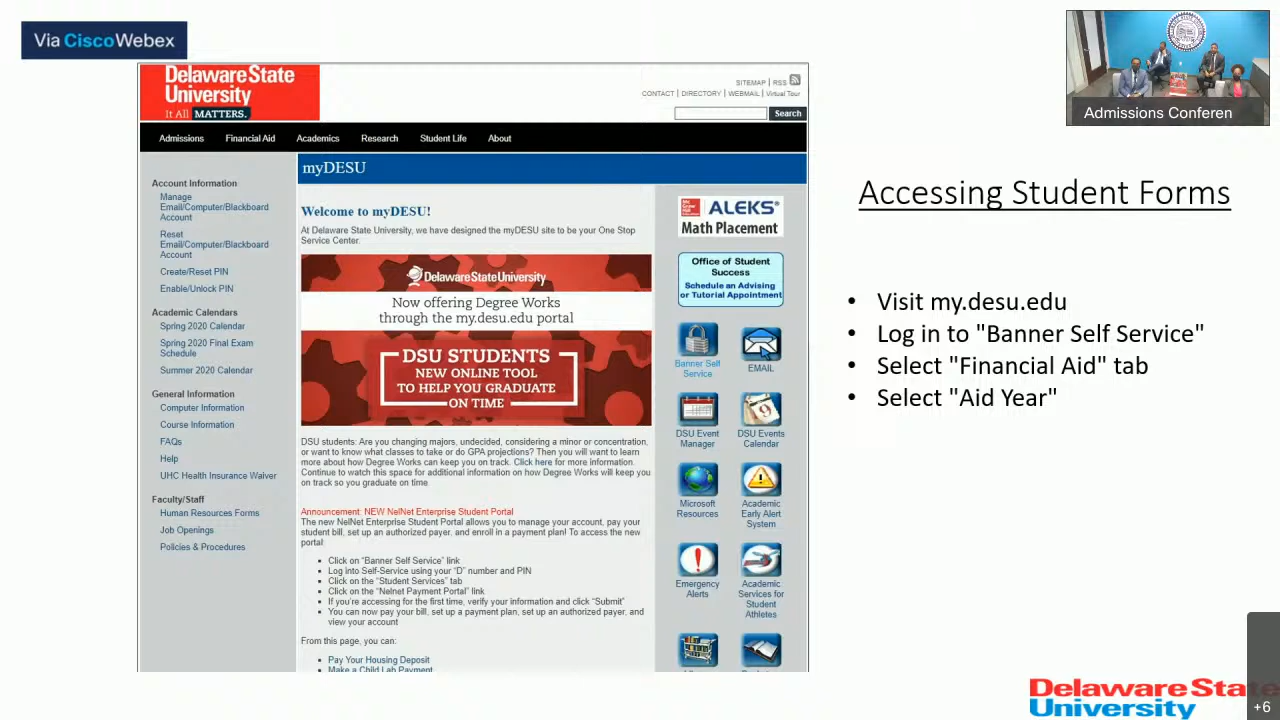 Via CiscoWebex
Admissions Conferen
Delaware State
University
It All MATTERS.
SITEMAP | RSS
CONTACT | DIRECTORY | WEBMAIL | Virtual Tour
Search
Admissions Financial Aid Academics Research Student Life About
myDESU
Account Information
Manage
Email/Computer/Blackboard
Account
Reset
Email/Computer/Blackboard
Account
Create/Reset PIN
Enable/Unlock PIN
Academic Calendars
Spring 2020 Calendar
Spring 2020 Final Exam
Schedule
Summer 2020 Calendar
General Information
Computer Information
Course Information
FAQs
Help
UHC Health Insurance Waiver
Faculty/Staff
Human Resources Forms
Job Openings
Policies & Procedures
Welcome to myDESU!
At Delaware State University, we have designed the myDESU site to be your One Stop
Service Center.
Delaware State University
Now offering Degree Works
through the my.desu.edu portal
DSU STUDENTS
NEW ONLINE TOOL
TO HELP YOU GRADUATE
ON TIME
DSU students: Are you changing majors, undecided, considering a minor or concentration,
or want to know what classes to take or do GPA projections? Then you will want to learn
more about how Degree Works can keep you on track. Click here for more information.
Continue to watch this space for additional information on how Degree Works will keep you
on track so you graduate on time.
Announcement: NEW NelNet Enterprise Student Portal
The new NelNet Enterprise Student Portal allows you to manage your account, pay your
student bill, set up an authorized payer, and enroll in a payment plan! To access the new
portal:
• Click on "Banner Self Service" link
• Log into Self-Service using your "D" number and PIN
• Click on the "Student Services" tab
• Click on the "Nelnet Payment Portal" link
• If you're accessing for the first time, verify your information and click "Submit"
• You can now pay your bill, set up a payment plan, set up an authorized payer, and
view your account
From this page, you can:
• Pay Your Housing Deposit
• Make a Child Lab Payment
ALEKS®
Math Placement
Office of Student
Success
Schedule an Advising
or Tutorial Appointment
Banner Self
Service
EMAIL
DSU Event
Manager
DSU Events
Calendar
Microsoft
Resources
Academic
Early Alert
System
Emergency
Alerts
Academic
Services for
Student
Athletes
Accessing Student Forms
• Visit my.desu.edu
• Log in to "Banner Self Service"
• Select "Financial Aid" tab
• Select "Aid Year"
Delaware State
University
+6